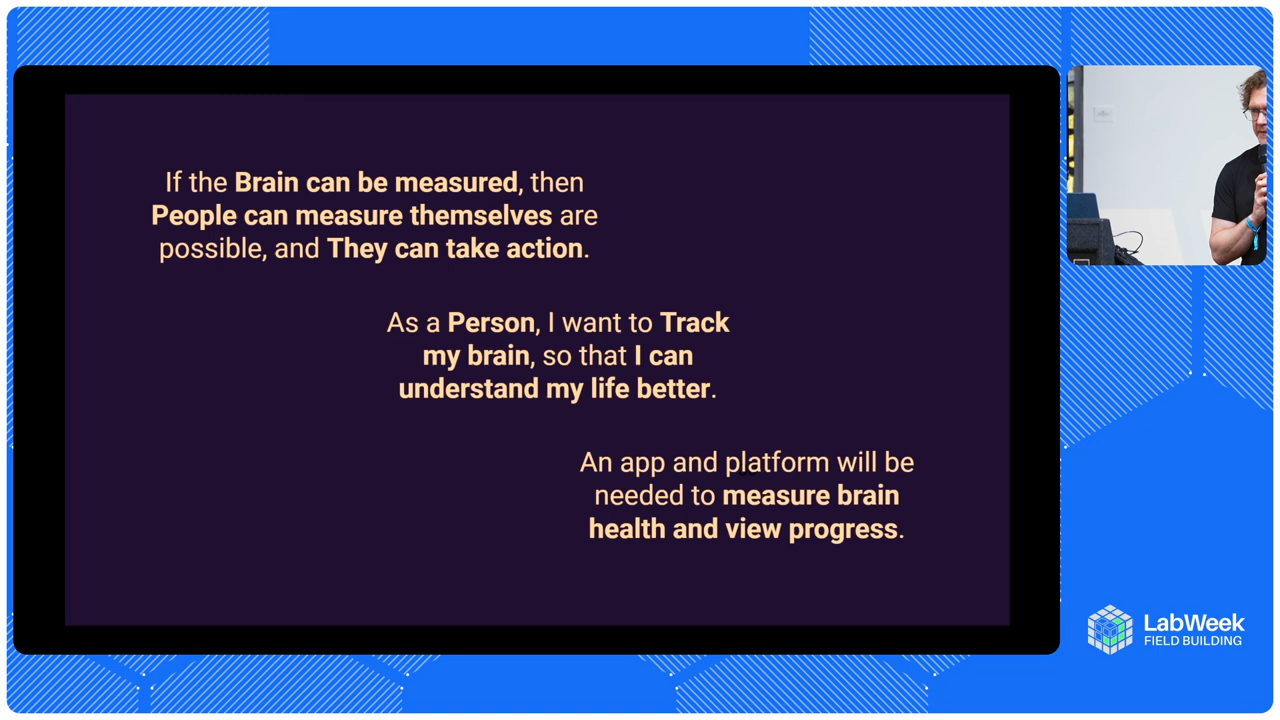 If the Brain can be measured, then
People can measure themselves are
possible, and They can take action.
As a Person, I want to Track
my brain, so that I can
understand my life better.
An app and platform will be
needed to measure brain
health and view progress.
LabWeek
FIELD BUILDING